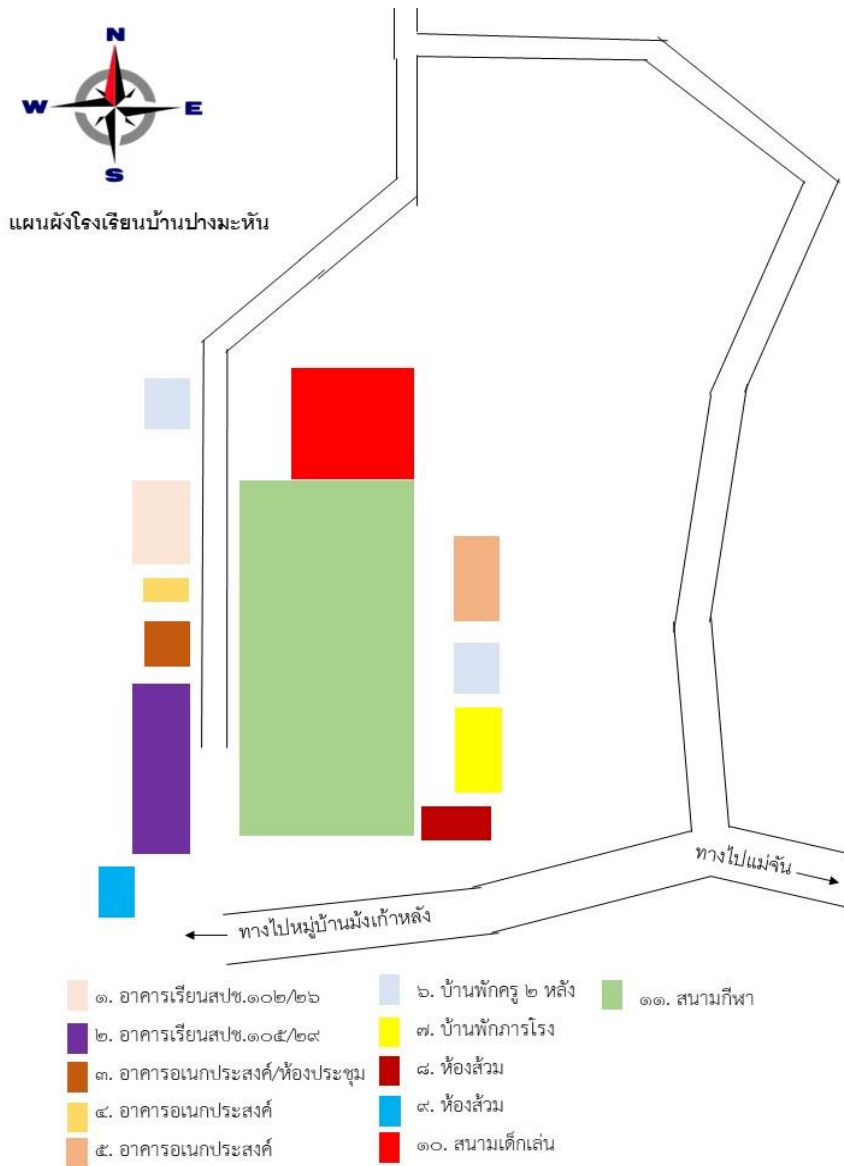 N
W E
S
แผนผังโรงเรียนบ้านปางมะหัน
ทางไปแม่จัน
ทางไปหมู่บ้านม้งเก้าหลัง
๑. อาคารเรียนสปช.๑๐๒/๒๖
๒. อาคารเรียนสปช.๑๐๕/๒๙
๓. อาคารอเนกประสงค์/ห้องประชุม
๔. อาคารอเนกประสงค์
๕. อาคารอเนกประสงค์
๖. บ้านพักครู ๒ หลัง
๗. บ้านพักภารโรง
๘. ห้องส้วม
๙. ห้องส้วม
๑๐. สนามเด็กเล่น
๑๑. สนามกีฬา